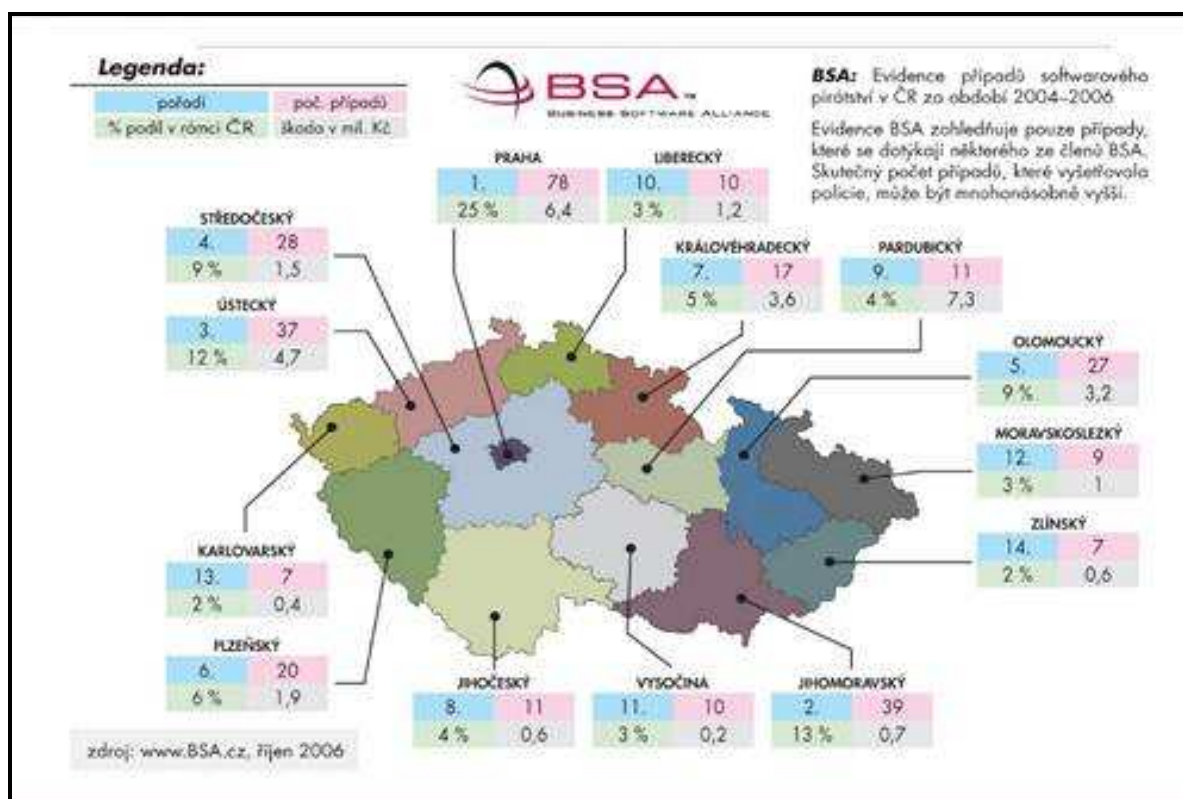 Legenda:
pořadí poč. případů
% podíl v rámci ČR škoda v mil. Kč
BSA™
BUSINESS SOFTWARE ALLIANCE
BSA: Evidence případů softwarového
pirátství v ČR za období 2004–2006
Evidence BSA zohledňuje pouze případy,
které se dotýkají některého ze členů BSA.
Skutečný počet případů, které vyšetřovala
policie, může být mnohonásobně vyšší.
PRAHA
1. 78
25 % 6,4
LIBERECKÝ
10. 10
3 % 1,2
STŘEDOČESKÝ
4. 28
9 % 1,5
KRÁLOVÉHRADECKÝ
7. 17
5 % 3,6
PARDUBICKÝ
9. 11
4 % 7,3
ÚSTECKÝ
3. 37
12 % 4,7
OLOMOUCKÝ
5. 27
9 % 3,2
MORAVSKOSLEZKÝ
12. 9
3 % 1
ZLÍNSKÝ
14. 7
2 % 0,6
KARLOVARSKÝ
13. 7
2 % 0,4
PLZEŇSKÝ
6. 20
6 % 1,9
JIHOČESKÝ
8. 11
4 % 0,6
VYSOČINA
11. 10
3 % 0,2
JIHOMORAVSKÝ
2. 39
13 % 0,7
zdroj: www.BSA.cz, říjen 2006